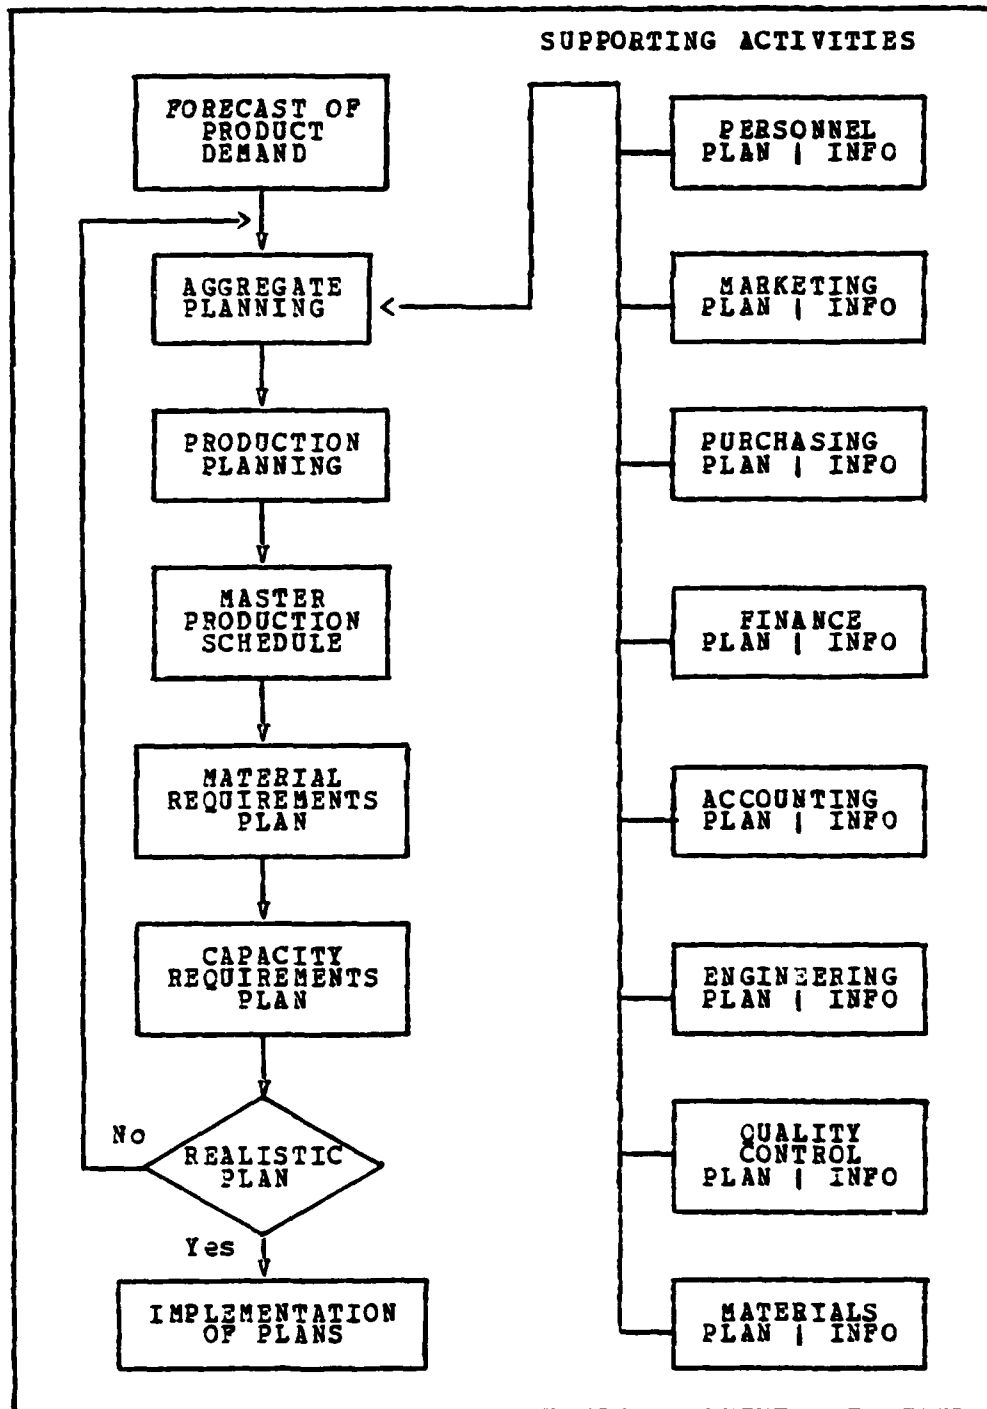 SUPPORTING ACTIVITIES
FORECAST OF
PRODUCT
DEMAND
AGGREGATE
PLANNING
PRODUCTION
PLANNING
MASTER
PRODUCTION
SCHEDULE
MATERIAL
REQUIREMENTS
PLAN
CAPACITY
REQUIREMENTS
PLAN
No
REALISTIC
PLAN
Yes
IMPLEMENTATION
OF PLANS
PERSONNEL
PLAN | INFO
MARKETING
PLAN | INFO
PURCHASING
PLAN | INFO
FINANCE
PLAN | INFO
ACCOUNTING
PLAN | INFO
ENGINEERING
PLAN | INFO
QUALITY
CONTROL
PLAN | INFO
MATERIALS
PLAN | INFO